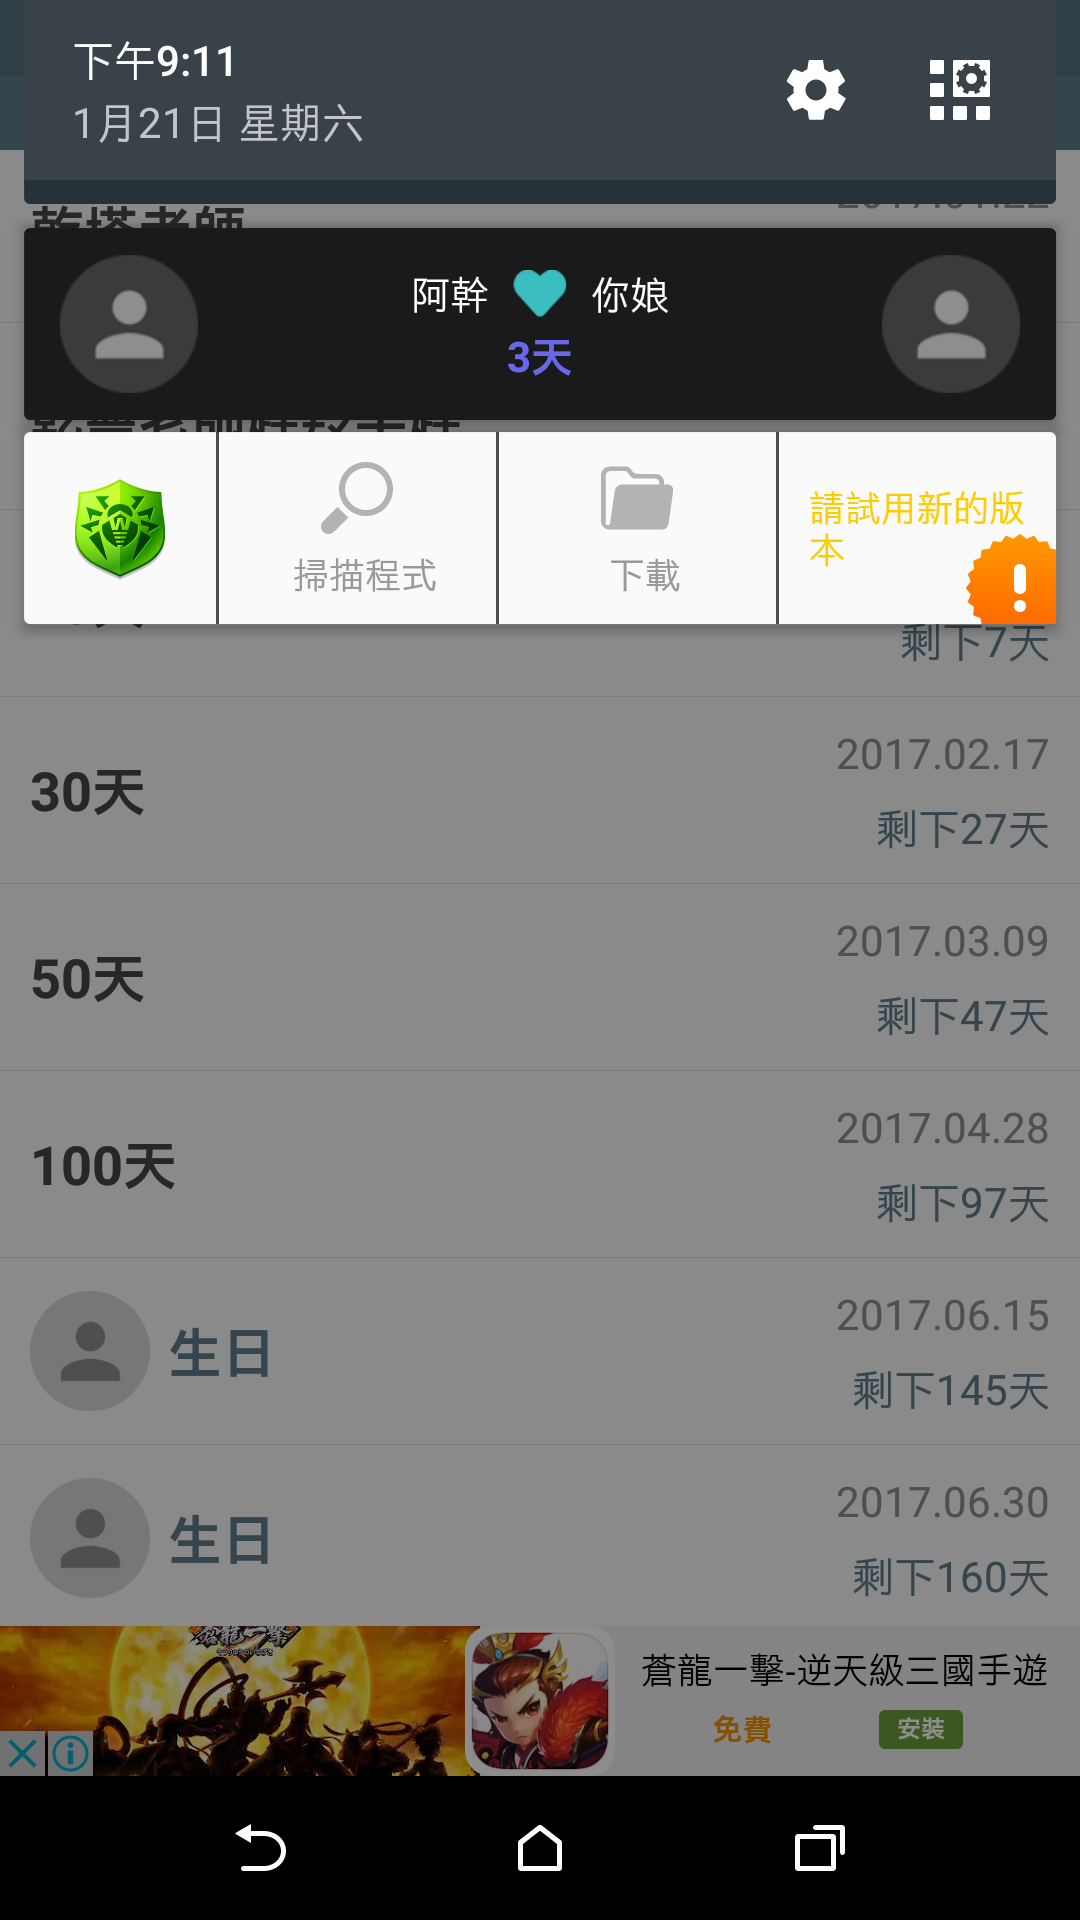 下午9:11
1月21日 星期六
乾塔老師
阿幹 你娘
3天
掃描程式
下載
請試用新的版
本
剩下7天
30天
2017.02.17
剩下27天
50天
2017.03.09
剩下47天
100天
2017.04.28
剩下97天
生日
2017.06.15
剩下145天
生日
2017.06.30
剩下160天
蒼龍一擊-逆天級三國手遊
免費
安裝